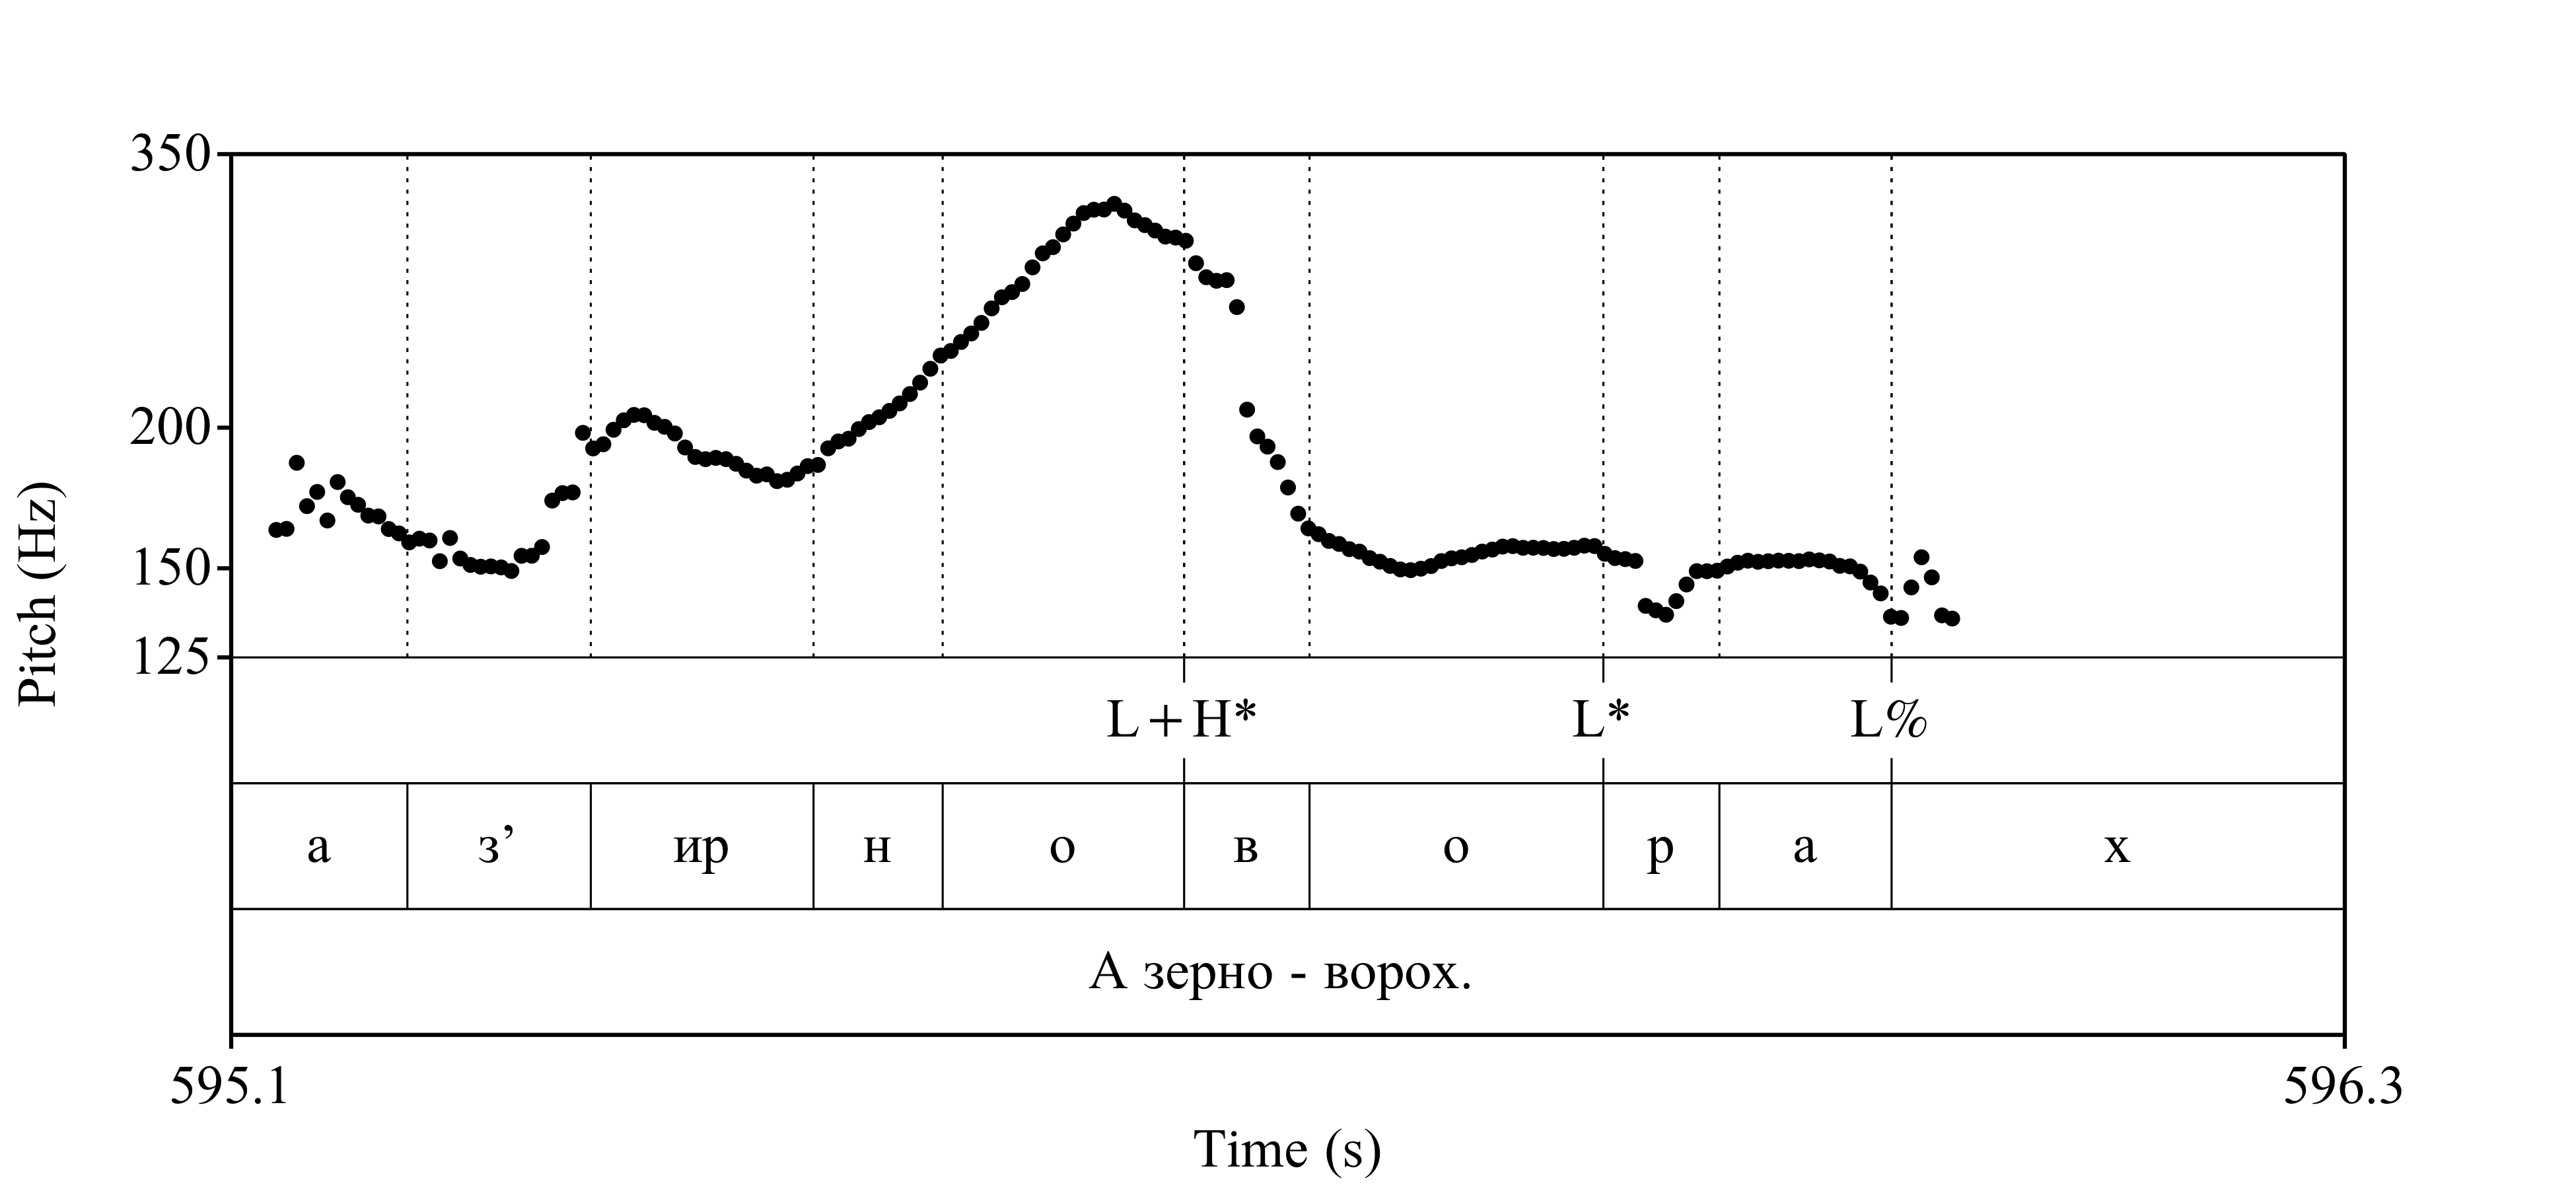 350
200
150
125
Pitch (Hz)
L+H* L* L%
а з’ ир н о в о р а х
А зерно - ворох.
595.1 596.3
Time (s)